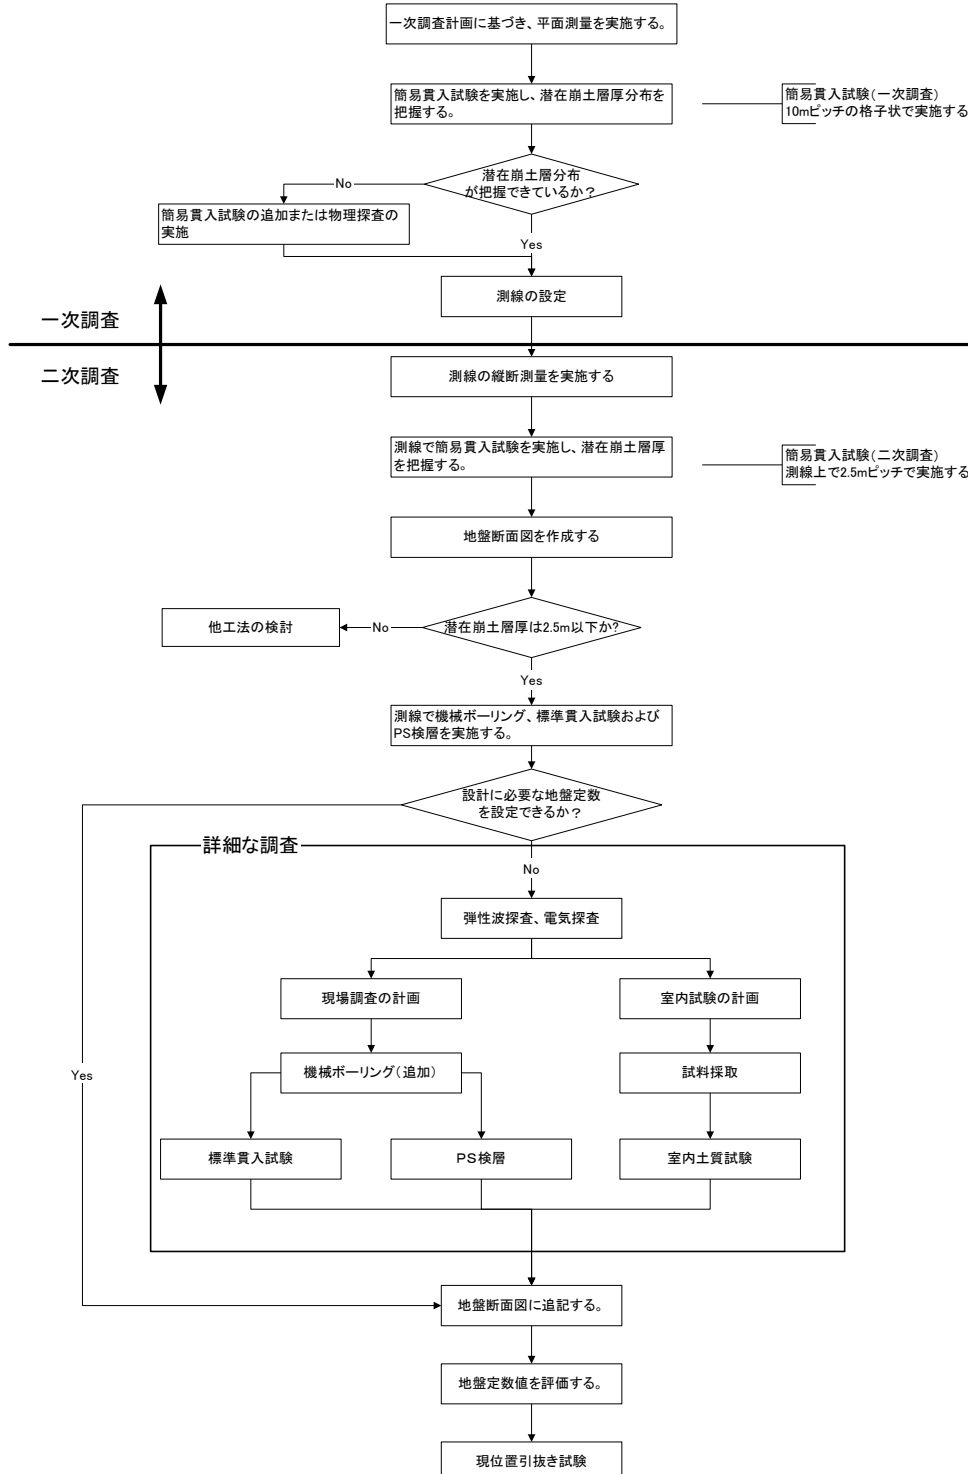 一次調査計画に基づき、平面測量を実施する。
簡易貫入試験を実施し、潜在崩土層厚分布を
把握する。
簡易貫入試験(一次調査)
10mピッチの格子状で実施する
潜在崩土層分布
が把握できているか?
No
簡易貫入試験の追加または物理探査の
実施
Yes
測線の設定
一次調査
二次調査
測線の縦断測量を実施する
測線で簡易貫入試験を実施し、潜在崩土層厚
を把握する。
簡易貫入試験(二次調査)
測線上で2.5mピッチで実施する
地盤断面図を作成する
潜在崩土層厚は2.5m以下か?
No
他工法の検討
Yes
測線で機械ボーリング、標準貫入試験および
PS検層を実施する。
設計に必要な地盤定数
を設定できるか?
詳細な調査
No
弾性波探査、電気探査
現場調査の計画
室内試験の計画
Yes
機械ボーリング(追加)
試料採取
標準貫入試験
PS検層
室内土質試験
地盤断面図に追記する。
地盤定数値を評価する。
現位置引抜き試験